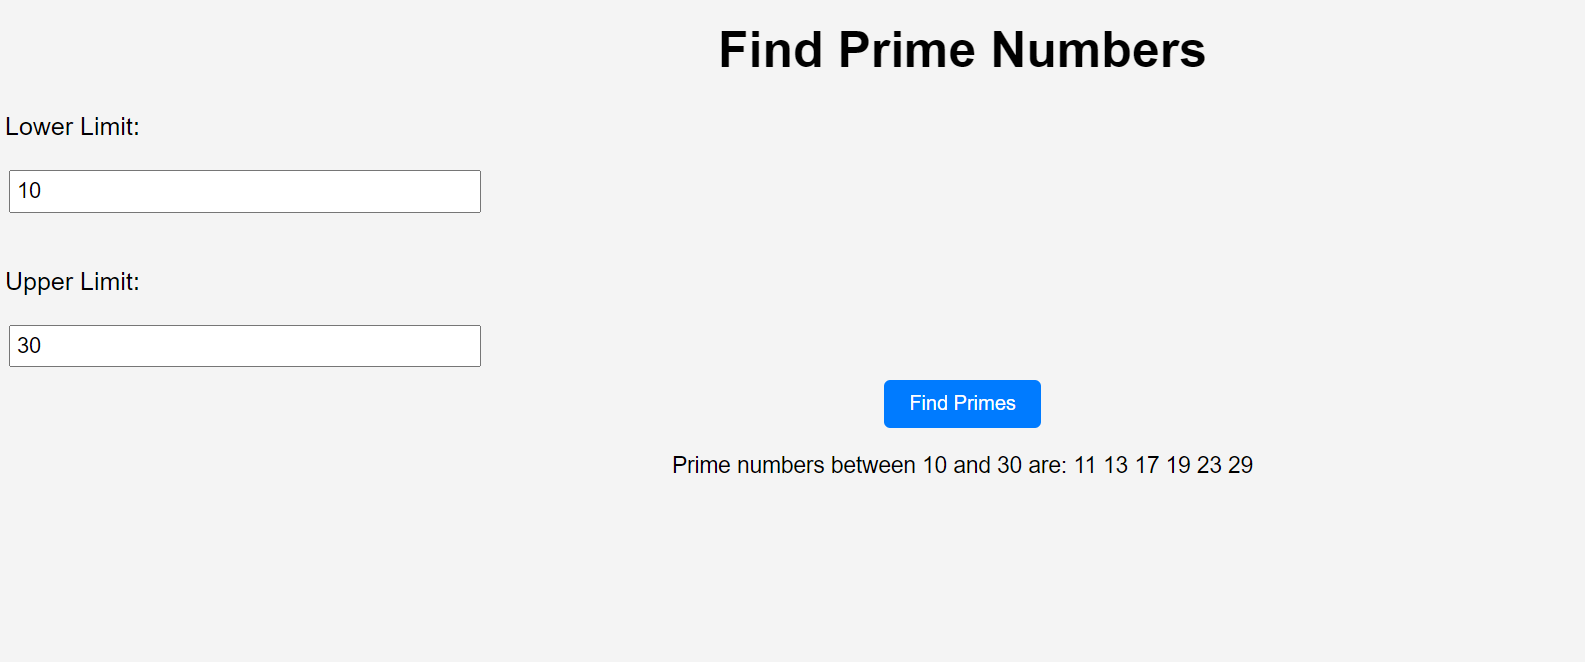 Find Prime Numbers
Lower Limit:
10
Upper Limit:
30
Find Primes
Prime numbers between 10 and 30 are: 11 13 17 19 23 29